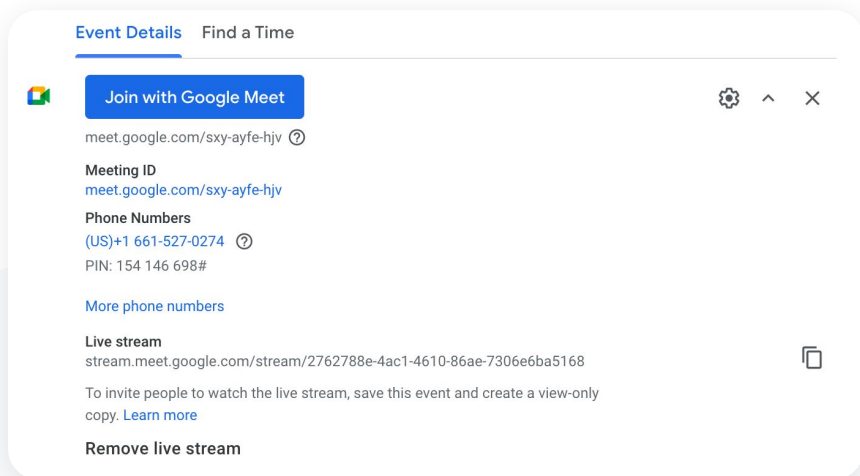 Event Details Find a Time
Join with Google Meet
meet.google.com/sxy-ayfe-hjv
Meeting ID
meet.google.com/sxy-ayfe-hjv
Phone Numbers
(US)+1 661-527-0274
PIN: 154 146 698#
More phone numbers
Live stream
stream.meet.google.com/stream/2762788e-4ac1-4610-86ae-7306e6ba5168
To invite people to watch the live stream, save this event and create a view-only
copy. Learn more
Remove live stream